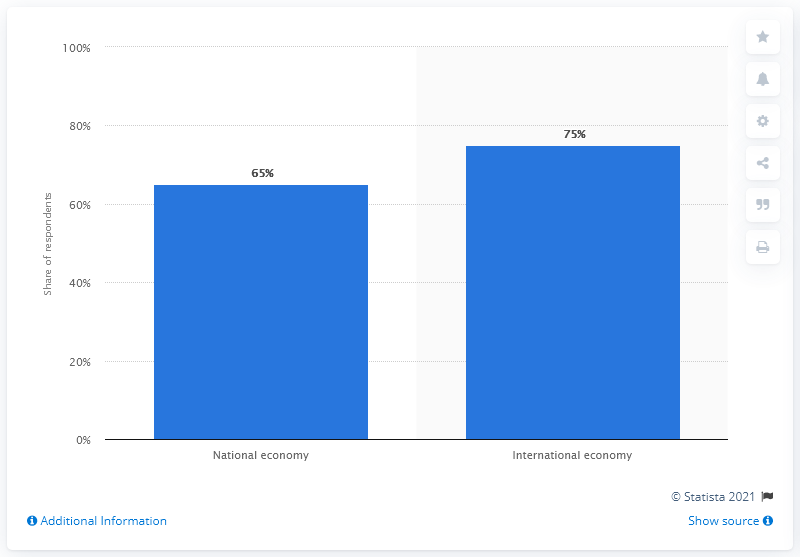 100%
80%
60%
40%
20%
0%
Share of respondents
65%
75%
National economy
International economy
© Statista 2021
Additional Information
Show source